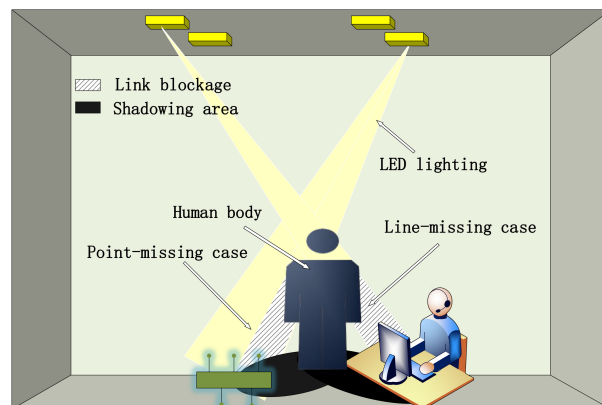 Link blockage
Shadowing area
LED lighting
Human body
Line-missing case
Point-missing case